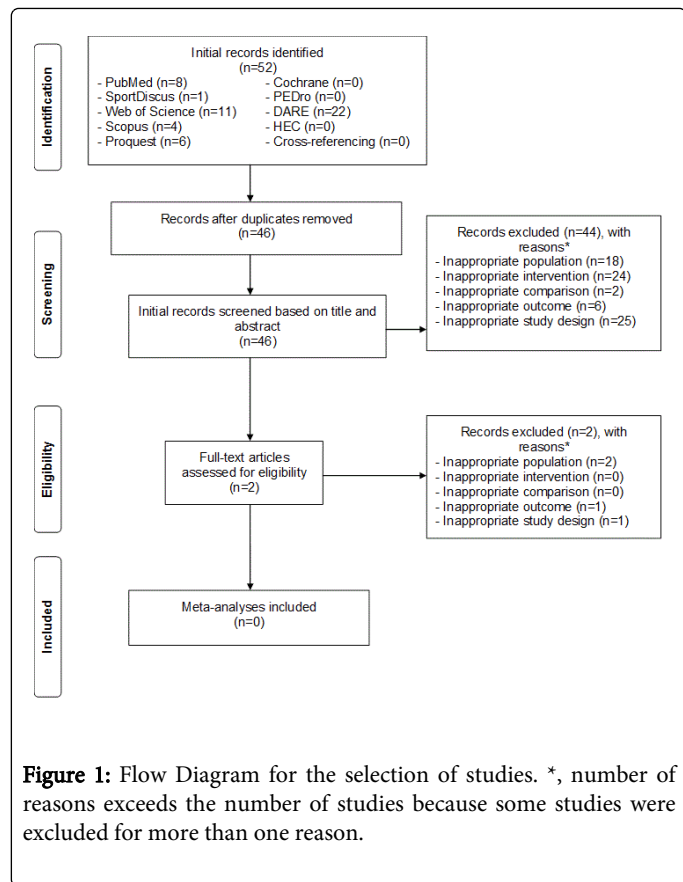 Initial records identified
(n=52)
- PubMed (n=8)
- SportDiscus (n=1)
- Web of Science (n=11)
- Scopus (n=4)
- Proquest (n=6)
- Cochrane (n=0)
- PEDro (n=0)
- DARE (n=22)
- HEC (n=0)
- Cross-referencing (n=0)
Identification
Records after duplicates removed
(n=46)
Screening
Initial records screened based on title and
abstract
(n=46)
Records excluded (n=44), with
reasons*
- Inappropriate population (n=18)
- Inappropriate intervention (n=24)
- Inappropriate comparison (n=2)
- Inappropriate outcome (n=6)
- Inappropriate study design (n=25)
Eligibility
Full-text articles
assessed for eligibility
(n=2)
Records excluded (n=2), with
reasons*
- Inappropriate population (n=2)
- Inappropriate intervention (n=0)
- Inappropriate comparison (n=0)
- Inappropriate outcome (n=1)
- Inappropriate study design (n=1)
Included
Meta-analyses included
(n=0)
Figure 1: Flow Diagram for the selection of studies. *, number of
reasons exceeds the number of studies because some studies were
excluded for more than one reason.